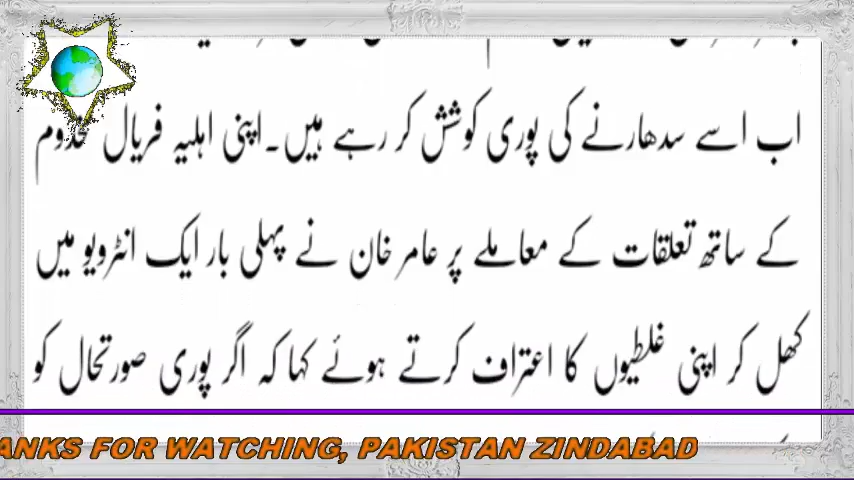 اب اسے سدھارنے کی پوری کوشش کر رہے ہیں۔اپنی اہلیہ فریال مخدوم
کے ساتھ تعلقات کے معاملے پر عامر خان نے پہلی بار ایک انٹرویو میں
کھل کر اپنی غلطیوں کا اعتراف کرتے ہوئے کہا کہ اگر پوری صورتحال کو
ANKS FOR WATCHING, PAKISTAN ZINDABAD